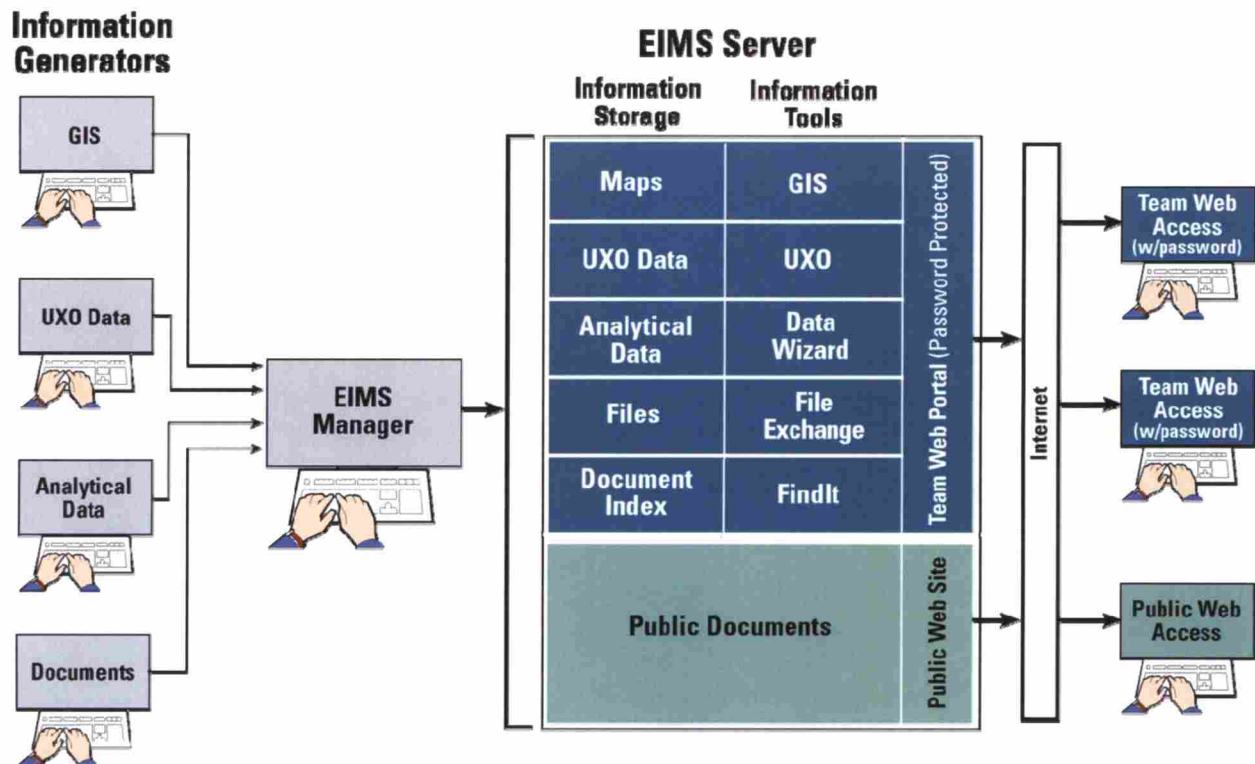 Information
Generators
GIS
UXO Data
Analytical
Data
Documents
EIMS
Manager
EIMS Server
Information
Storage
Information
Tools
Maps
GIS
UXO Data
UXO
Analytical
Data
Data
Wizard
Files
File
Exchange
Document
Index
FindIt
Team Web Portal (Password Protected)
Public Documents
Public Web Site
Internet
Team Web
Access
(w/password)
Team Web
Access
(w/password)
Public Web
Access